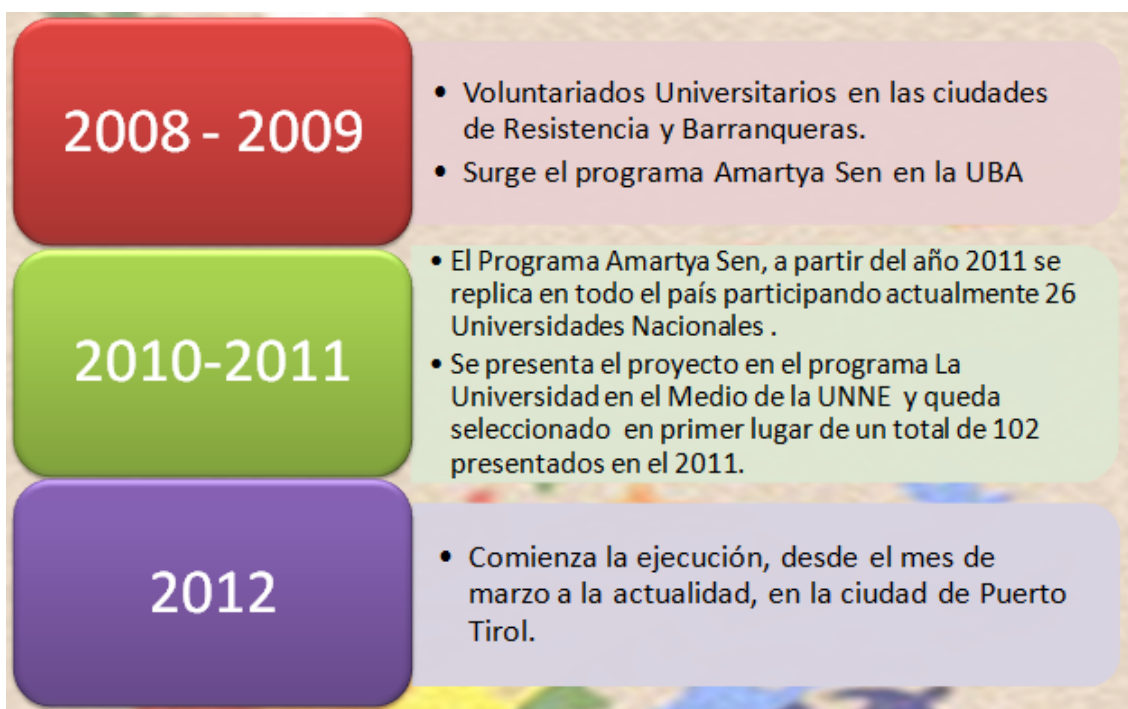 2008 - 2009
• Voluntariados Universitarios en las ciudades
de Resistencia y Barranqueras.
• Surge el programa Amartya Sen en la UBA
2010-2011
• El Programa Amartya Sen, a partir del año 2011 se
replica en todo el país participando actualmente 26
Universidades Nacionales .
• Se presenta el proyecto en el programa La
Universidad en el Medio de la UNNE y queda
seleccionado en primer lugar de un total de 102
presentados en el 2011.
2012
• Comienza la ejecución, desde el mes de
marzo a la actualidad, en la ciudad de Puerto
Tirol.